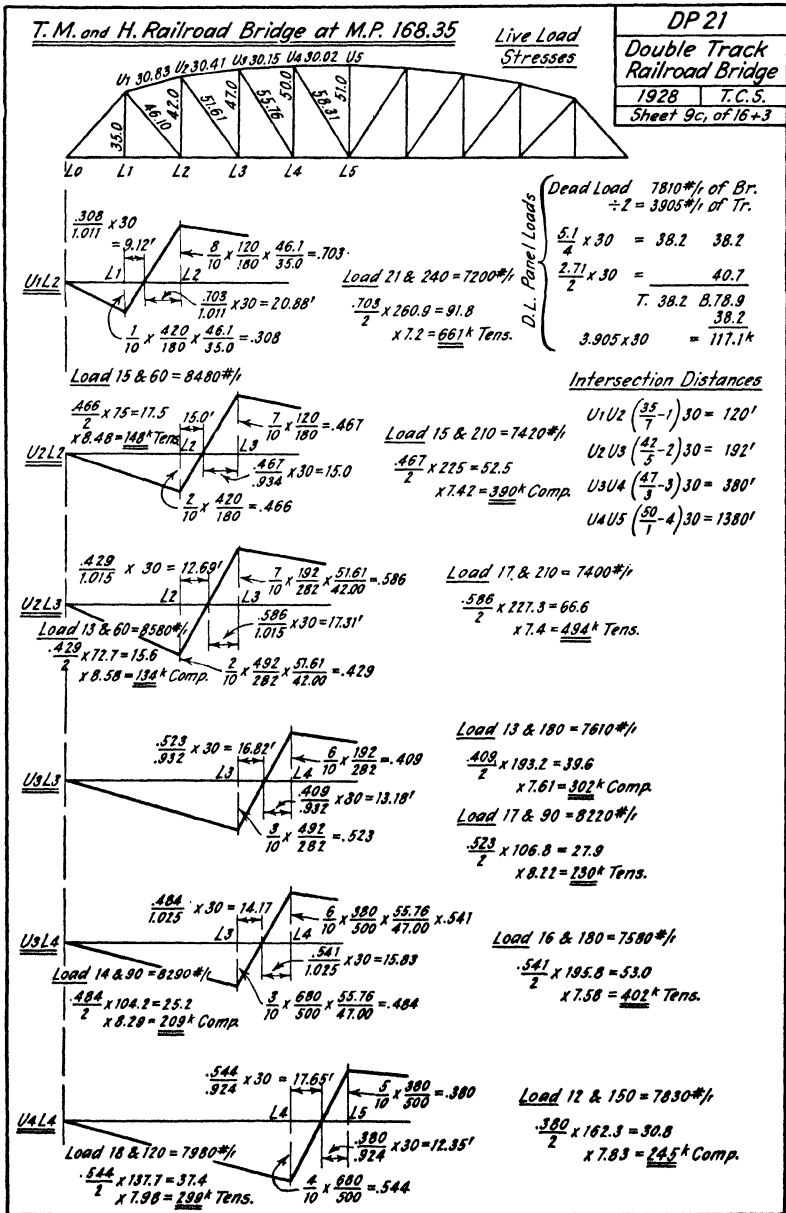 T. M. and H. Railroad Bridge at M.P. 168.35
Live Load
Stresses
DP 21
Double Track
Railroad Bridge
1928 T.C.S.
Sheet 9c, of 16+3
U1 30.83 U2 30.41 U3 30.15 U4 30.02 U5
35.0 46.10 42.0 51.61 47.0 55.76 50.0 58.31 51.0
L0 L1 L2 L3 L4 L5
D.L. Panel Loads
Dead Load 7810#/' of Br.
÷2 = 3905#/' of Tr.
5.1/4 x 30 = 38.2 38.2
2.71/2 x 30 = 40.7
T. 38.2 B.78.9
38.2
3.905x30 = 117.1k
Intersection Distances
U1U2 (35/7 -1) 30 = 120'
U2U3 (42/5 -2) 30 = 192'
U3U4 (47/3 -3) 30 = 380'
U4U5 (50/1 -4) 30 = 1380'
U1L2
.308/1.011 x 30
= 9.12'
L1 L2
8/10 x 120/180 x 46.1/35.0 = .703
.703/1.011 x 30 = 20.88'
1/10 x 420/180 x 46.1/35.0 = .308
Load 21 & 240 = 7200#/'
.703/2 x 260.9 = 91.8
x 7.2 = 661k Tens.
U2L2
Load 15 & 60 = 8480#/'
.466/2 x 75 = 17.5
x 8.48 = 148k Tens.
15.0'
L2 L3
7/10 x 120/180 = .467
.467/.934 x 30 = 15.0
2/10 x 420/180 = .466
Load 15 & 210 = 7420#/'
.467/2 x 225 = 52.5
x 7.42 = 390k Comp.
U2L3
.429/1.015 x 30 = 12.69'
L2 L3
7/10 x 192/282 x 51.61/42.00 = .586
.586/1.015 x 30 = 17.31'
Load 13 & 60 = 8580#/'
.429/2 x 72.7 = 15.6
x 8.58 = 134k Comp.
2/10 x 492/282 x 51.61/42.00 = .429
Load 17 & 210 = 7400#/'
.586/2 x 227.3 = 66.6
x 7.4 = 494k Tens.
U3L3
.523/.932 x 30 = 16.82'
L3 L4
6/10 x 192/282 = .409
.409/.932 x 30 = 13.18'
3/10 x 492/282 = .523
Load 13 & 180 = 7610#/'
.409/2 x 193.2 = 39.6
x 7.61 = 302k Comp.
Load 17 & 90 = 8220#/'
.523/2 x 106.8 = 27.9
x 8.22 = 230k Tens.
U3L4
.484/1.025 x 30 = 14.17
L3 L4
6/10 x 380/500 x 55.76/47.00 x .541
.541/1.025 x 30 = 15.83
Load 14 & 90 = 8290#/'
.484/2 x 104.2 = 25.2
x 8.29 = 209k Comp.
3/10 x 680/500 x 55.76/47.00 = .484
Load 16 & 180 = 7580#/'
.541/2 x 195.8 = 53.0
x 7.58 = 402k Tens.
U4L4
.544/.924 x 30 = 17.65'
L4 L5
5/10 x 380/500 = .380
.380/.924 x 30 = 12.35'
Load 18 & 120 = 7980#/'
.544/2 x 137.7 = 37.4
x 7.98 = 299k Tens.
4/10 x 680/500 = .544
Load 12 & 150 = 7830#/'
.380/2 x 162.3 = 30.8
x 7.83 = 245k Comp.